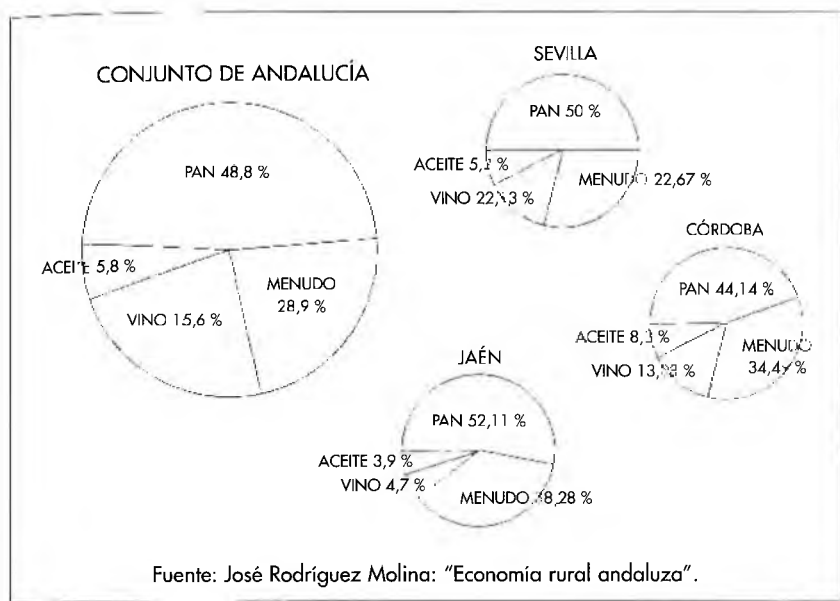 CONJUNTO DE ANDALUCÍA
PAN 48,8 %
ACEITE 5,8 %
VINO 15,6 %
MENUDO
28,9 %
SEVILLA
PAN 50 %
ACEITE %
VINO %
MENUDO 22,67 %
CÓRDOBA
PAN 44,14 %
ACEITE %
VINO %
MENUDO
%
JAÉN
PAN 52,11 %
ACEITE 3,9 %
VINO 4,7 %
MENUDO %
Fuente: José Rodríguez Molina: "Economía rural andaluza".